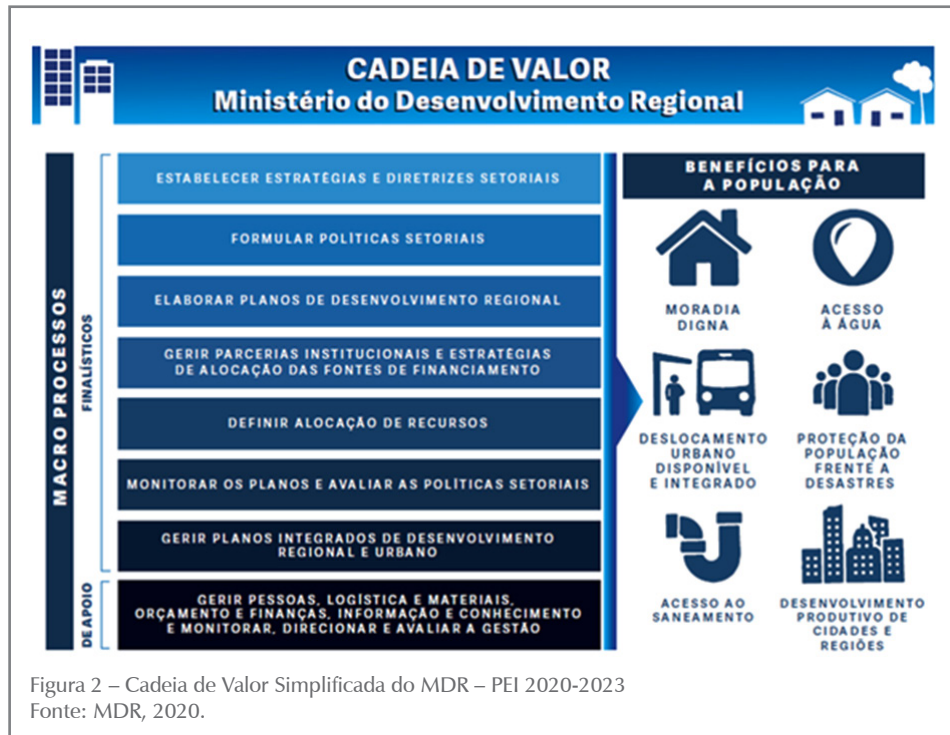 CADEIA DE VALOR
Ministério do Desenvolvimento Regional
MACRO PROCESSOS
FINALÍSTICOS
ESTABELECER ESTRATÉGIAS E DIRETRIZES SETORIAIS
FORMULAR POLÍTICAS SETORIAIS
ELABORAR PLANOS DE DESENVOLVIMENTO REGIONAL
GERIR PARCERIAS INSTITUCIONAIS E ESTRATÉGIAS
DE ALOCAÇÃO DAS FONTES DE FINANCIAMENTO
DEFINIR ALOCAÇÃO DE RECURSOS
MONITORAR OS PLANOS E AVALIAR AS POLÍTICAS SETORIAIS
GERIR PLANOS INTEGRADOS DE DESENVOLVIMENTO
REGIONAL E URBANO
DE APOIO
GERIR PESSOAS, LOGÍSTICA E MATERIAIS,
ORÇAMENTO E FINANÇAS, INFORMAÇÃO E CONHECIMENTO
E MONITORAR, DIRECIONAR E AVALIAR A GESTÃO
BENEFÍCIOS PARA
A POPULAÇÃO
MORADIA
DIGNA
ACESSO
À ÁGUA
DESLOCAMENTO
URBANO
DISPONÍVEL
E INTEGRADO
PROTEÇÃO DA
POPULAÇÃO
FRENTE A
DESASTRES
ACESSO AO
SANEAMENTO
DESENVOLVIMENTO
PRODUTIVO DE
CIDADES E
REGIÕES
Figura 2 – Cadeia de Valor Simplificada do MDR – PEI 2020-2023
Fonte: MDR, 2020.